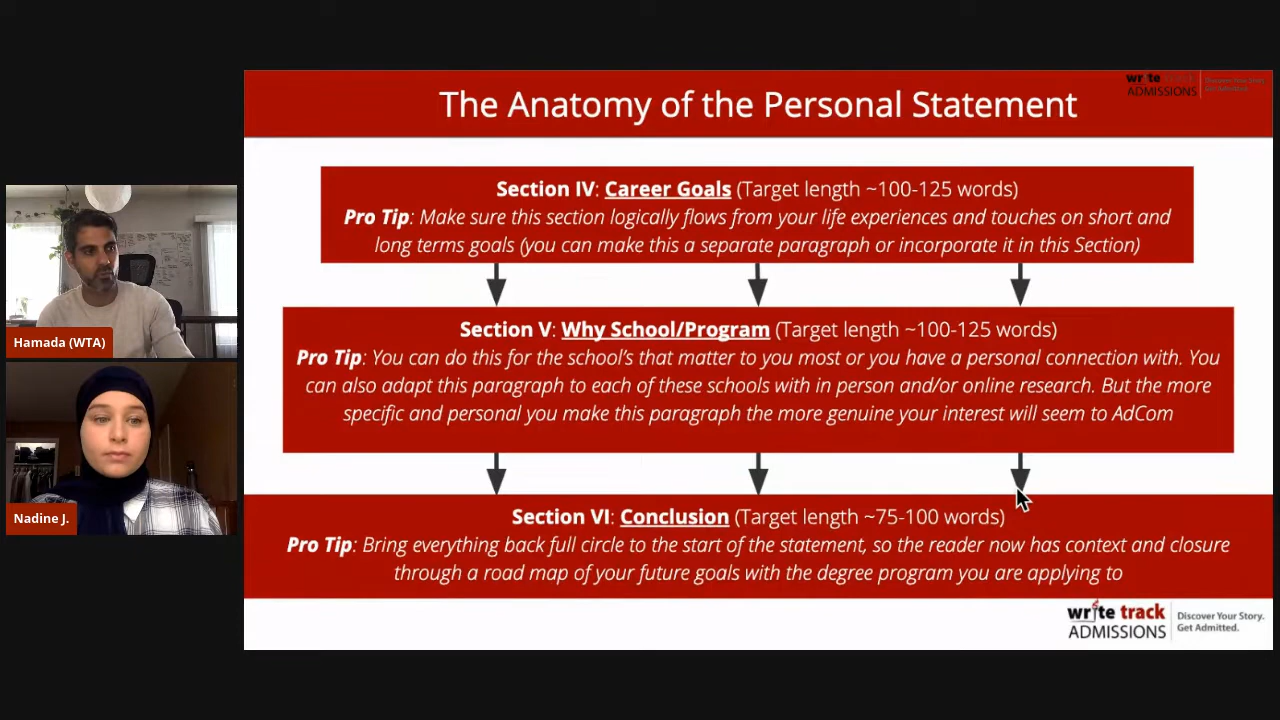 write track
ADMISSIONS
Discover Your Story.
Get Admitted.
The Anatomy of the Personal Statement
Section IV: Career Goals (Target length ~100-125 words)
Pro Tip: Make sure this section logically flows from your life experiences and touches on short and
long terms goals (you can make this a separate paragraph or incorporate it in this Section)
Section V: Why School/Program (Target length ~100-125 words)
Pro Tip: You can do this for the school's that matter to you most or you have a personal connection with. You
can also adapt this paragraph to each of these schools with in person and/or online research. But the more
specific and personal you make this paragraph the more genuine your interest will seem to AdCom
Section VI: Conclusion (Target length ~75-100 words)
Pro Tip: Bring everything back full circle to the start of the statement, so the reader now has context and closure
through a road map of your future goals with the degree program you are applying to
write track
ADMISSIONS
Discover Your Story.
Get Admitted.
Hamada (WTA)
Nadine J.